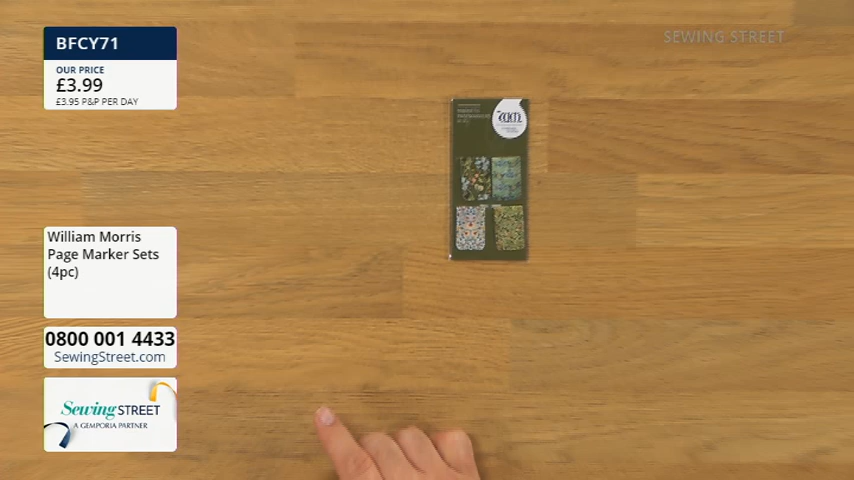 BFCY71
OUR PRICE
£3.99
£3.95 P&P PER DAY
SEWING STREET
William Morris
Page Marker Sets
(4pc)
0800 001 4433
SewingStreet.com
Sewing STREET
A GEMPORIA PARTNER